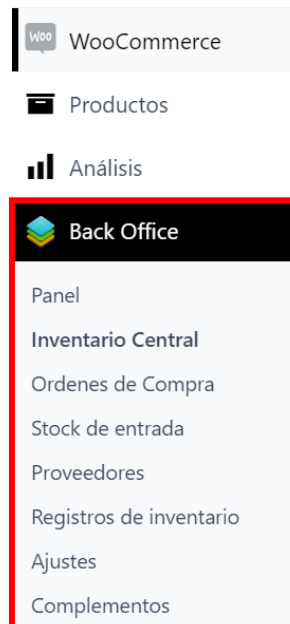 Woo
WooCommerce
Productos
Análisis
Back Office
Panel
Inventario Central
Ordenes de Compra
Stock de entrada
Proveedores
Registros de inventario
Ajustes
Complementos